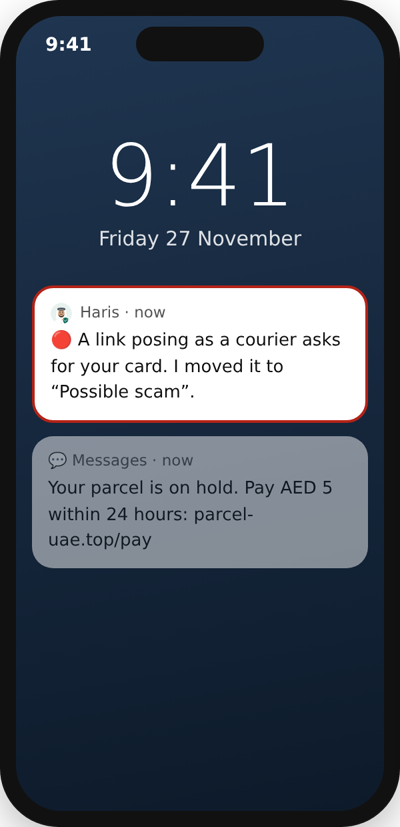 9:41
9:41
Friday 27 November
Haris · now
🔴 A link posing as a courier asks
for your card. I moved it to
“Possible scam”.
💬 Messages · now
Your parcel is on hold. Pay AED 5
within 24 hours: parcel-
uae.top/pay